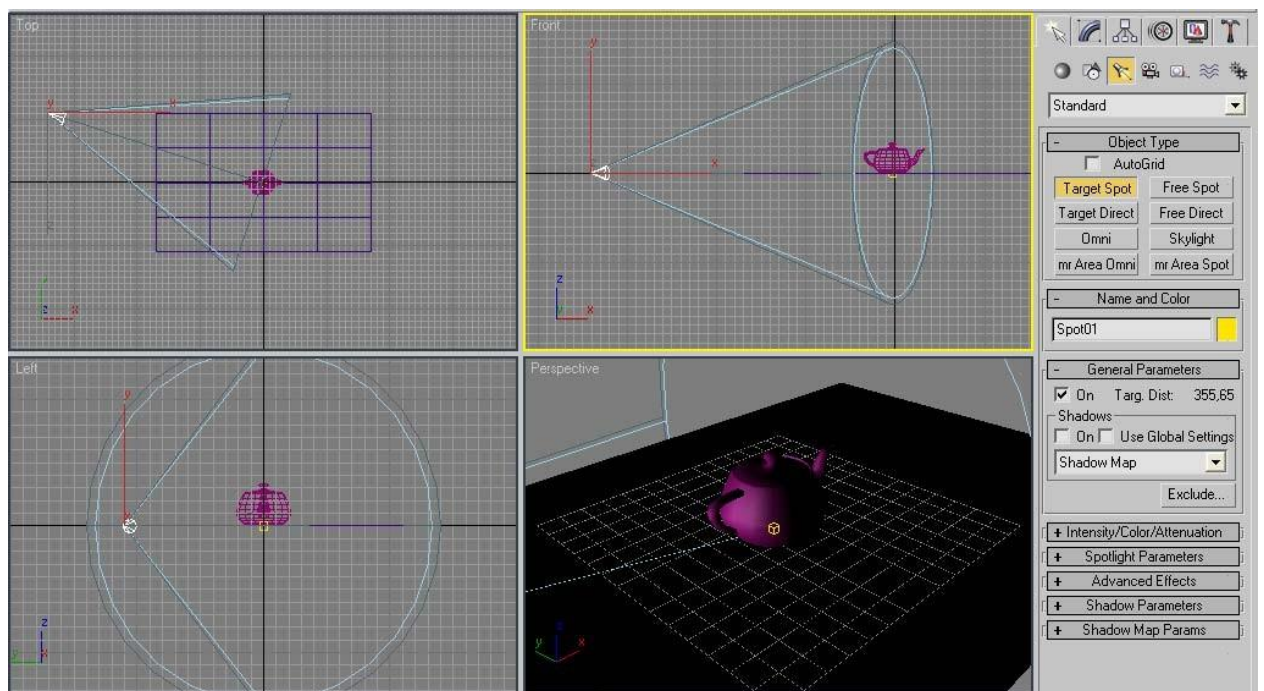 Top
y
x
z
z x
Front
y
x
z
y x
Left
y
x
z
y x
Perspective
z
y x
Standard
- Object Type
AutoGrid
Target Spot Free Spot
Target Direct Free Direct
Omni Skylight
mr Area Omni mr Area Spot
- Name and Color
Spot01
- General Parameters
On Targ. Dist: 355,65
Shadows
On Use Global Settings
Shadow Map
Exclude...
+ Intensity/Color/Attenuation
+ Spotlight Parameters
+ Advanced Effects
+ Shadow Parameters
+ Shadow Map Params